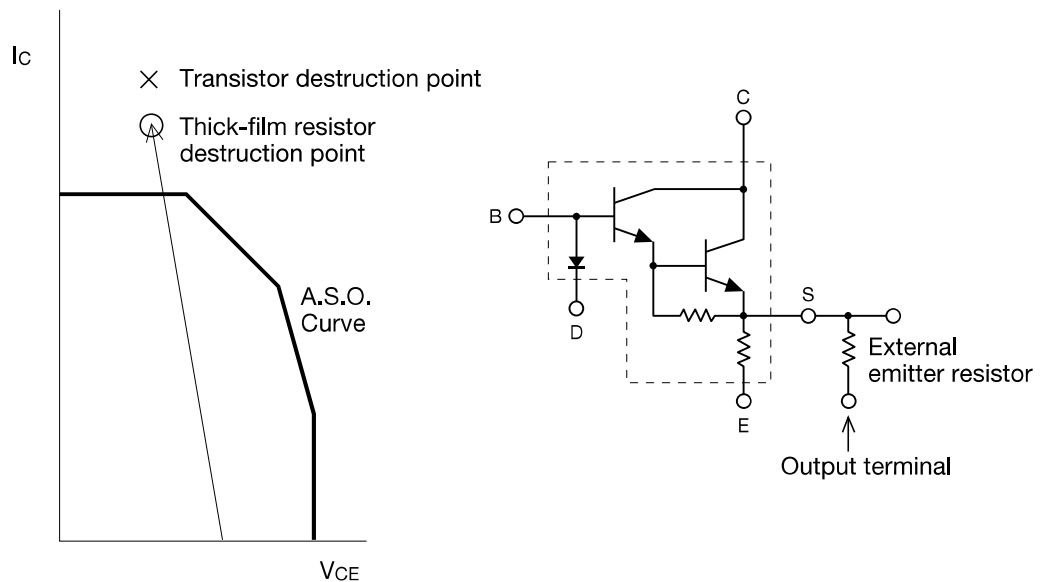 IC
Transistor destruction point
Thick-film resistor
destruction point
A.S.O.
Curve
VCE
C
B
D
S
E
External
emitter resistor
Output terminal